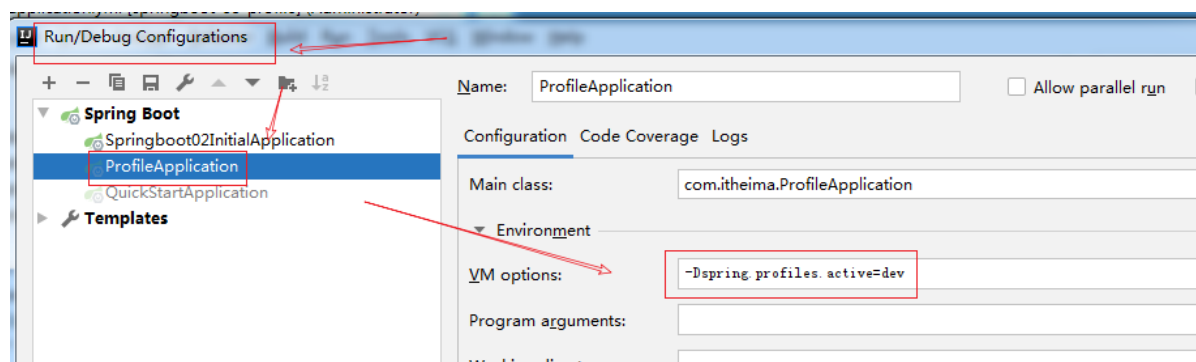 Run/Debug Configurations
Name: ProfileApplication
Allow parallel run
Spring Boot
Springboot02InitialApplication
ProfileApplication
QuickStartApplication
Templates
Configuration Code Coverage Logs
Main class: com.itheima.ProfileApplication
Environment
VM options: -Dspring.profiles.active=dev
Program arguments: